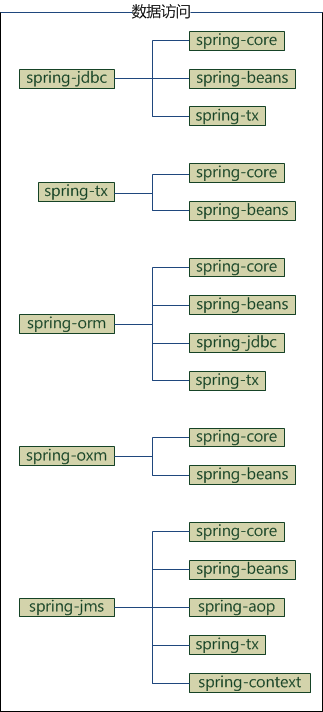 数据访问
spring-jdbc
spring-core
spring-beans
spring-tx
spring-tx
spring-core
spring-beans
spring-orm
spring-core
spring-beans
spring-jdbc
spring-tx
spring-oxm
spring-core
spring-beans
spring-jms
spring-core
spring-beans
spring-aop
spring-tx
spring-context